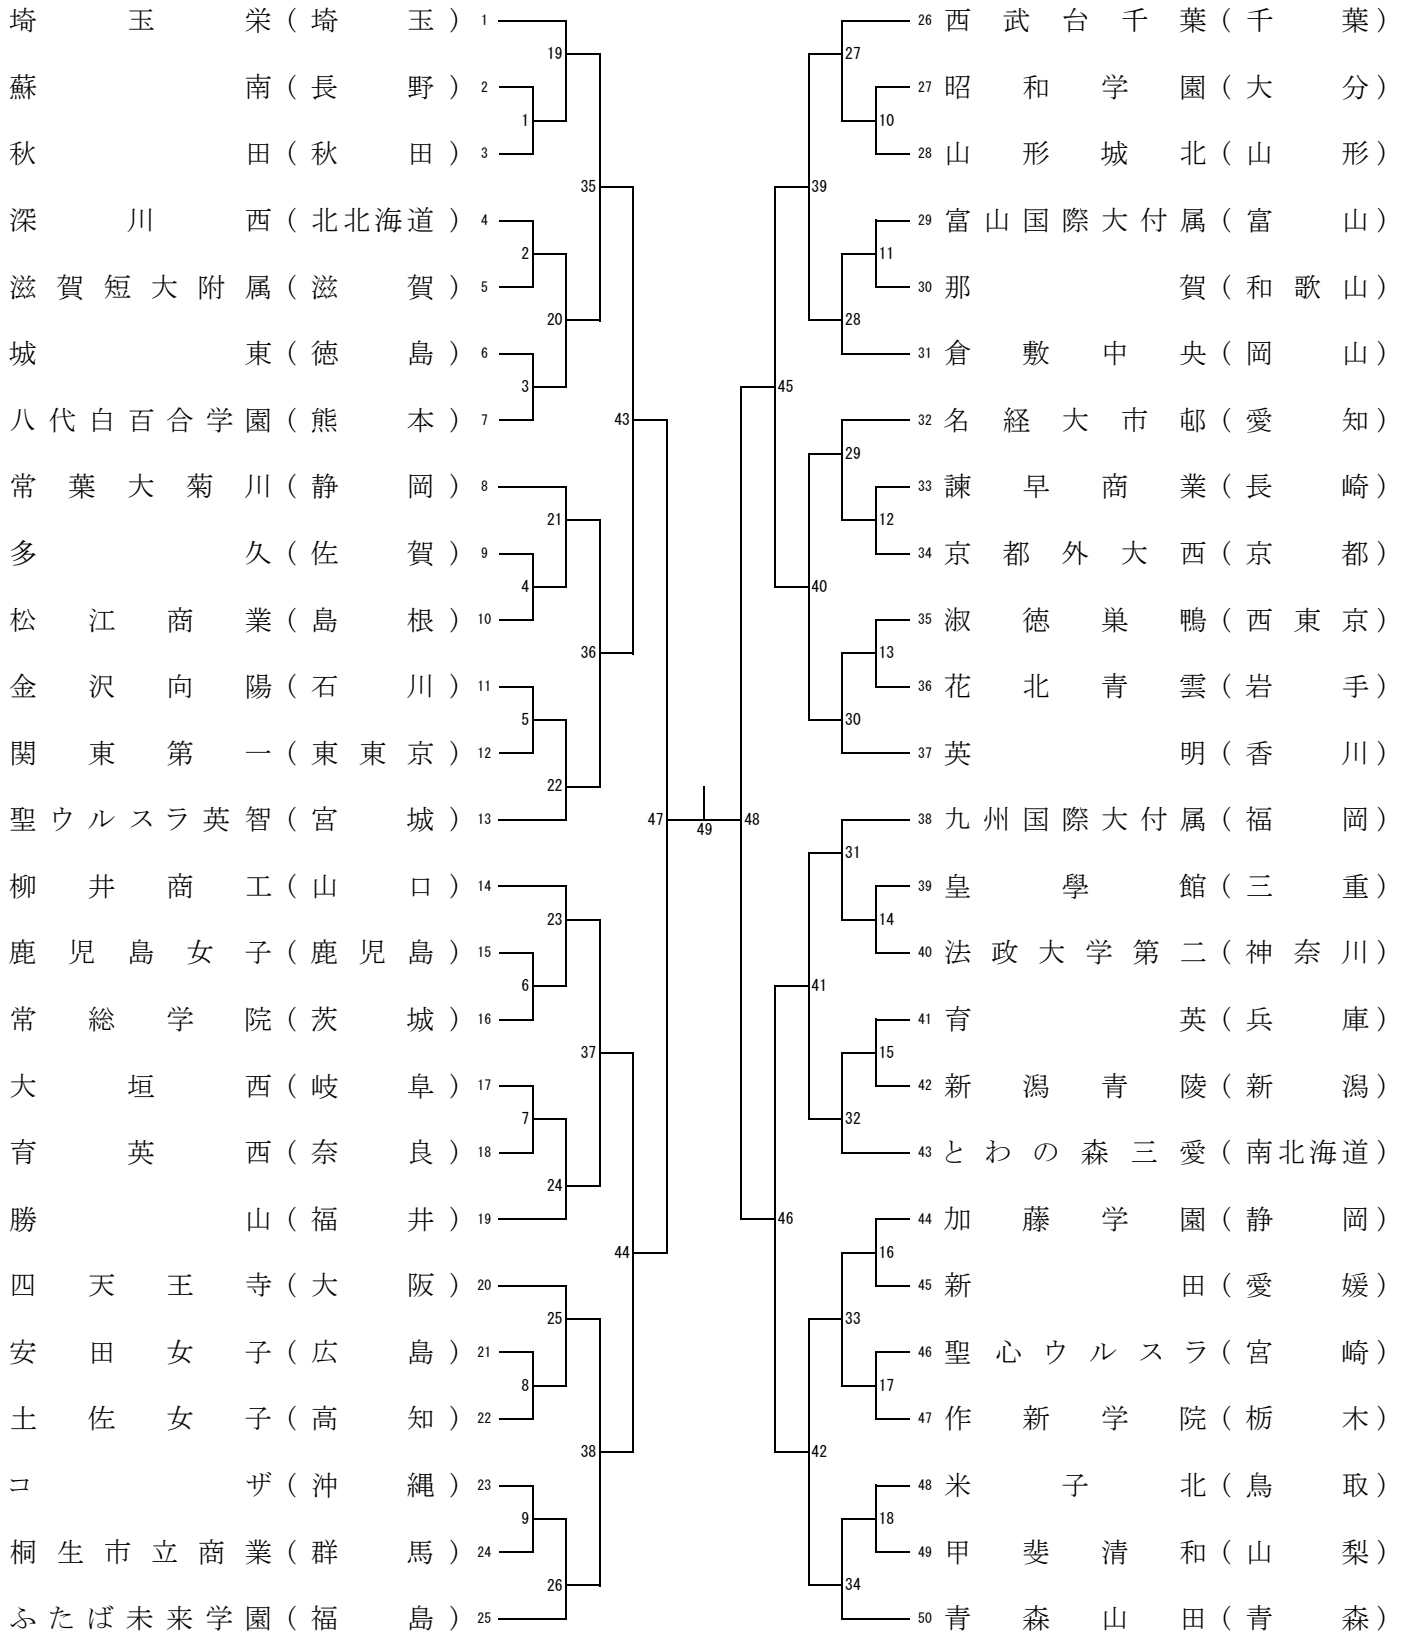 埼玉栄（埼玉） 1
蘇南（長野） 2
秋田（秋田） 3
深川西（北北海道） 4
滋賀短大附属（滋賀） 5
城東（徳島） 6
八代白百合学園（熊本） 7
常葉大菊川（静岡） 8
多久（佐賀） 9
松江商業（島根） 10
金沢向陽（石川） 11
関東第一（東東京） 12
聖ウルスラ英智（宮城） 13
柳井商工（山口） 14
鹿児島女子（鹿児島） 15
常総学院（茨城） 16
大垣西（岐阜） 17
育英西（奈良） 18
勝山（福井） 19
四天王寺（大阪） 20
安田女子（広島） 21
土佐女子（高知） 22
コザ（沖縄） 23
桐生市立商業（群馬） 24
ふたば未来学園（福島） 25
1
2
3
4
5
6
7
8
9
19
20
21
22
23
24
25
26
35
36
37
38
43
44
47
49
48
45
46
39
40
41
42
27
28
29
30
31
32
33
34
10
11
12
13
14
15
16
17
18
26 西武台千葉（千葉）
27 昭和学園（大分）
28 山形城北（山形）
29 富山国際大付属（富山）
30 那賀（和歌山）
31 倉敷中央（岡山）
32 名経大市邨（愛知）
33 諫早商業（長崎）
34 京都外大西（京都）
35 淑徳巣鴨（西東京）
36 花北青雲（岩手）
37 英明（香川）
38 九州国際大付属（福岡）
39 皇學館（三重）
40 法政大学第二（神奈川）
41 育英（兵庫）
42 新潟青陵（新潟）
43 とわの森三愛（南北海道）
44 加藤学園（静岡）
45 新田（愛媛）
46 聖心ウルスラ（宮崎）
47 作新学院（栃木）
48 米子北（鳥取）
49 甲斐清和（山梨）
50 青森山田（青森）